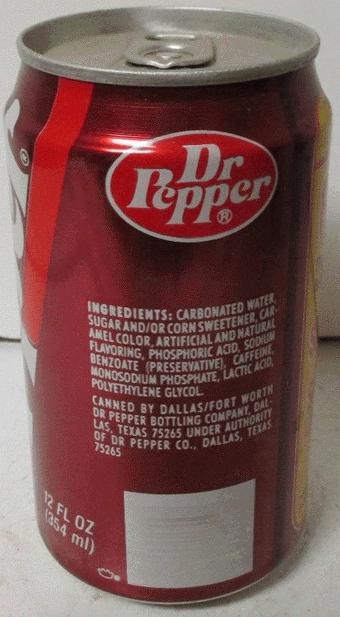 Dr
Pepper
®
INGREDIENTS: CARBONATED WATER,
SUGAR AND/OR CORN SWEETENER, CAR-
AMEL COLOR, ARTIFICIAL AND NATURAL
FLAVORING, PHOSPHORIC ACID, SODIUM
BENZOATE (PRESERVATIVE), CAFFEINE,
MONOSODIUM PHOSPHATE, LACTIC ACID,
POLYETHYLENE GLYCOL.
CANNED BY DALLAS/FORT WORTH
DR PEPPER BOTTLING COMPANY, DAL-
LAS, TEXAS 75265 UNDER AUTHORITY
OF DR PEPPER CO., DALLAS, TEXAS
75265
12 FL OZ
(354 ml)